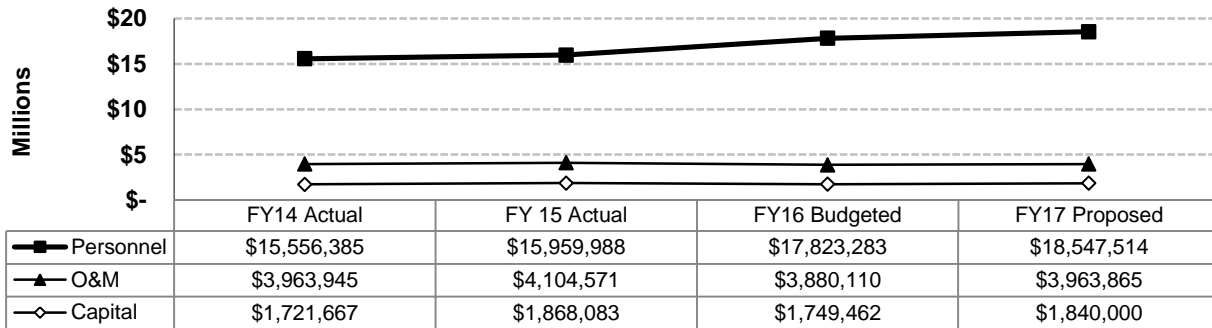 $20
$15
$10
$5
$-
Millions
FY14 Actual FY 15 Actual FY16 Budgeted FY17 Proposed
Personnel $15,556,385 $15,959,988 $17,823,283 $18,547,514
O&M $3,963,945 $4,104,571 $3,880,110 $3,963,865
Capital $1,721,667 $1,868,083 $1,749,462 $1,840,000